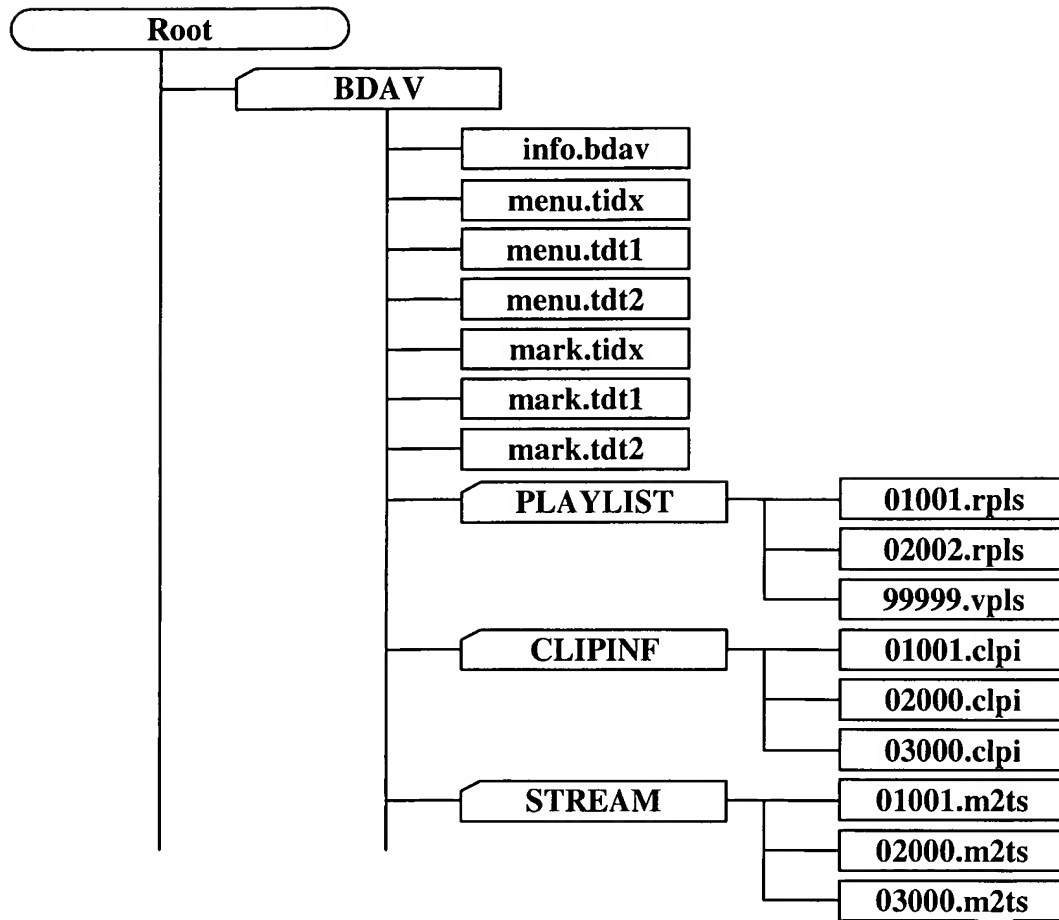 Root
BDAV
info.bdav
menu.tidx
menu.tdt1
menu.tdt2
mark.tidx
mark.tdt1
mark.tdt2
PLAYLIST
01001.rpls
02002.rpls
99999.vpls
CLIPINF
01001.clpi
02000.clpi
03000.clpi
STREAM
01001.m2ts
02000.m2ts
03000.m2ts